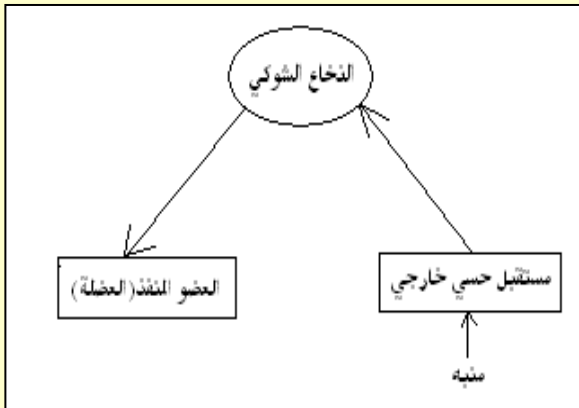 النخاع الشوكي
مستقبل حسي خارجي
العضو المنفذ(العضلة)
منبه